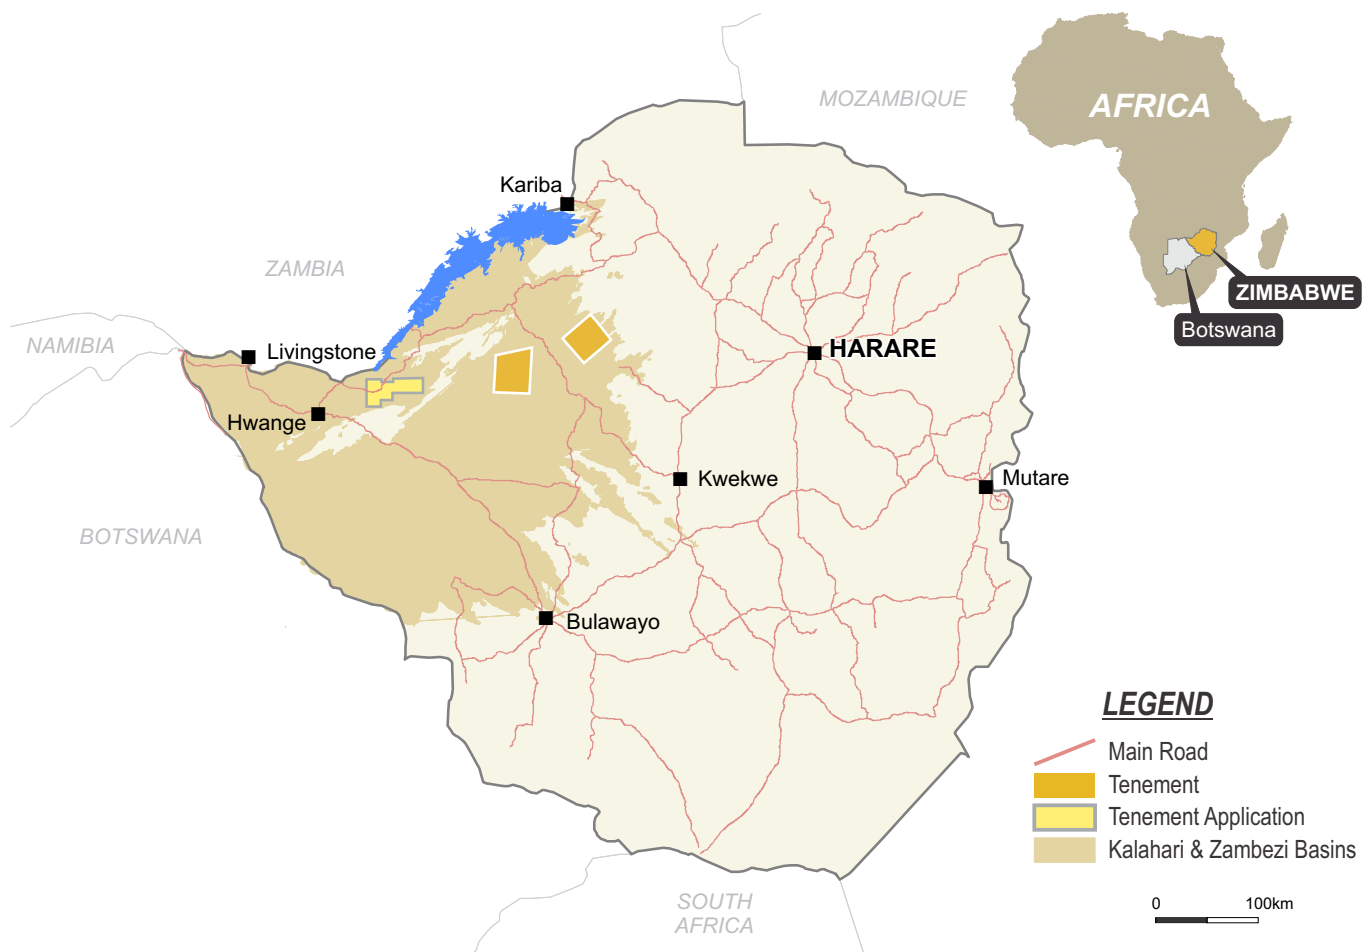 MOZAMBIQUE
AFRICA
Kariba
ZAMBIA
ZIMBABWE
Botswana
NAMIBIA
Livingstone
HARARE
Hwange
Kwekwe
Mutare
BOTSWANA
Bulawayo
LEGEND
Main Road
Tenement
Tenement Application
Kalahari & Zambezi Basins
SOUTH
AFRICA
0 100km